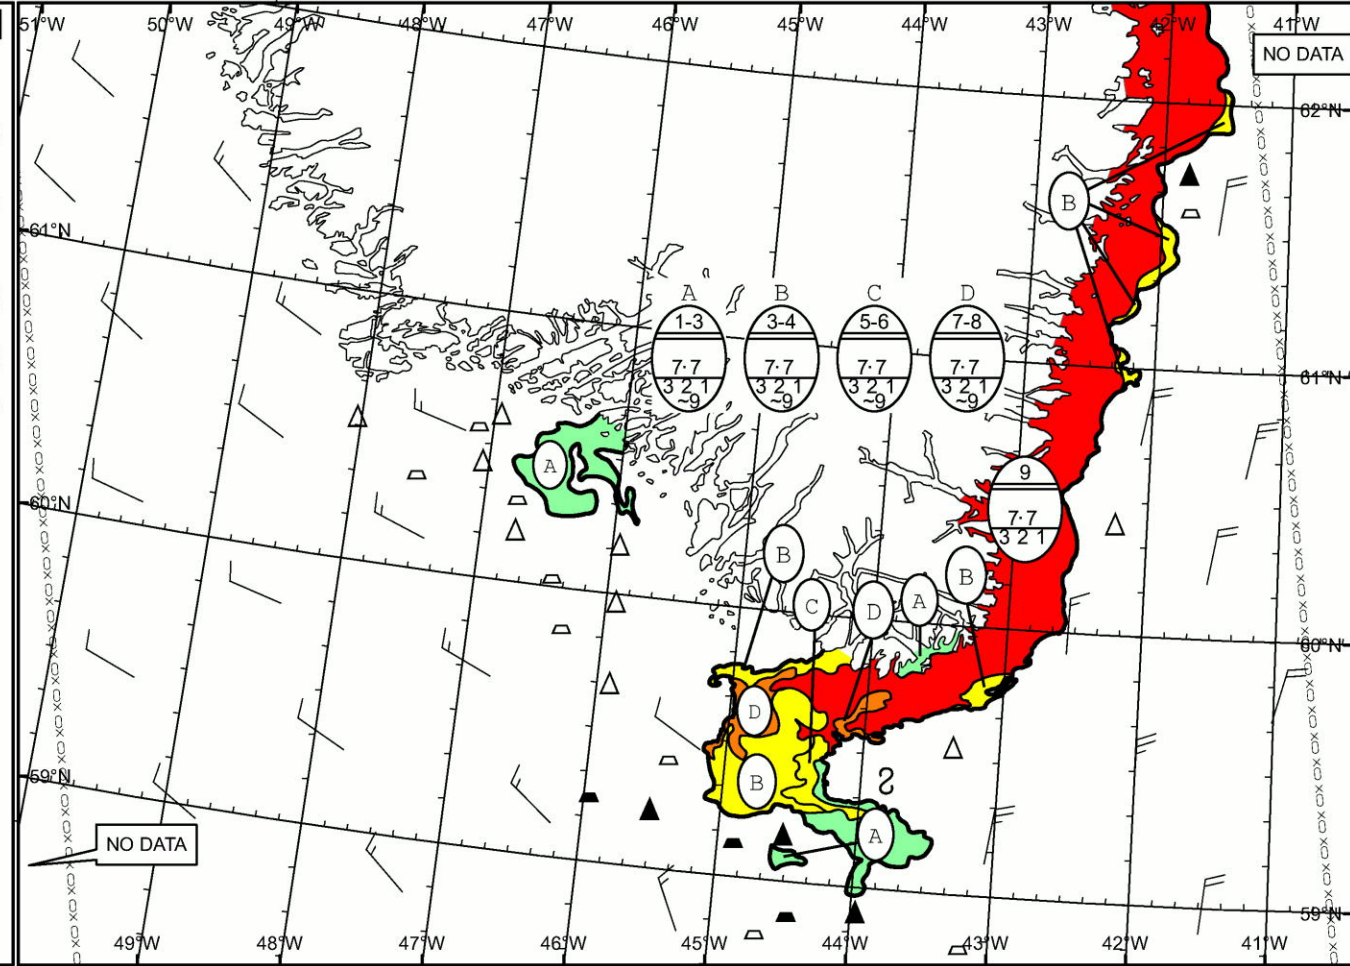 51°W 50°W 49°W 48°W 47°W 46°W 45°W 44°W 43°W 42°W 41°W
NO DATA
62°N
B
61°N
A B C D
1-3 3-4 5-6 7-8
7·7 7·7 7·7 7·7
3 2 1 3 2 1 3 2 1 3 2 1
~9 ~9 ~9 ~9
61°N
A
9
7·7
3 2 1
60°N
B
B
C D A
60°N
D
59°N
B
A
NO DATA
59°N
49°W 48°W 47°W 46°W 45°W 44°W 43°W 42°W 41°W